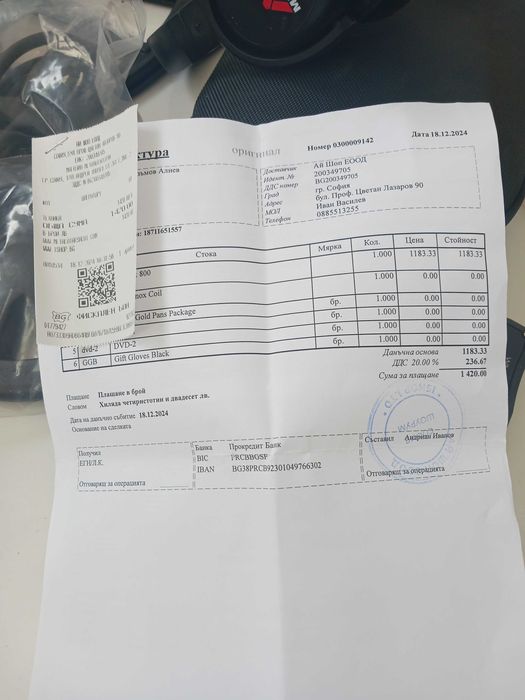 ктура
оригинал
Номер 0300009142
Дата 18.12.2024
Алиев
: 18711651557
Доставчик Ай Шоп ЕООД
Идент. № 200349705
ДДС номер BG200349705
Град гр. София
Адрес бул. Проф. Цветан Лазаров 90
МОЛ Иван Василев
Телефон 0885513255
Стока Мярка Кол. Цена Стойност
1.000 1183.33 1183.33
800 1.000 0.00 0.00
nox Coil бр. 1.000 0.00 0.00
Gold Pans Package бр. 1.000 0.00 0.00
5 dvd-2 DVD-2 бр. 1.000 0.00 0.00
6 GGB Gift Gloves Black бр. 1.000 0.00 0.00
Данъчна основа 1183.33
ДДС 20.00 % 236.67
Сума за плащане 1 420.00
Плащане Плащане в брой
Словом Хиляда четиристотин и двадесет лв.
Дата на данъчно събитие 18.12.2024
Основание на сделката
Получил
ЕГН/Л.К.
Отговарящ за операцията
Банка Прокредит Банк
BIC PRCBBGSF
IBAN BG38PRCB92301049766302
Съставил Андриан Иванов
Отговарящ за операцията
BG
ФИСКАЛЕН БОН